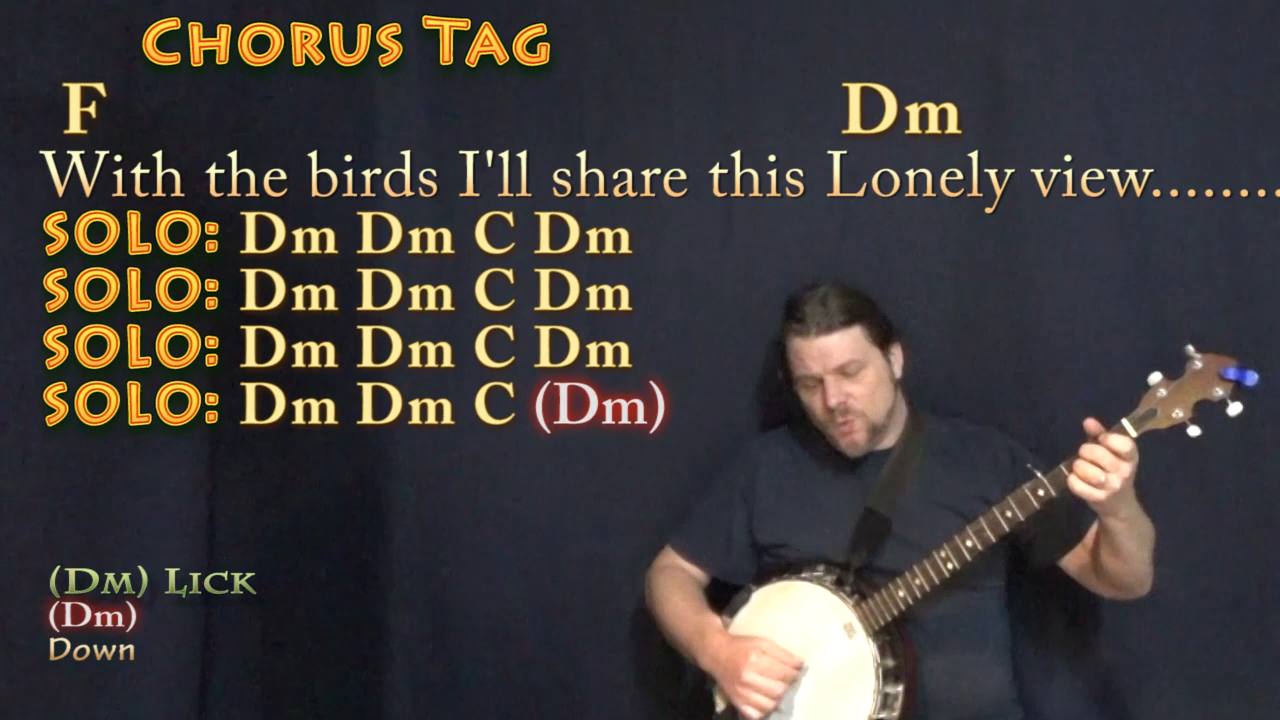 CHORUS TAG
F Dm
With the birds I'll share this Lonely view........
SOLO: Dm Dm C Dm
SOLO: Dm Dm C Dm
SOLO: Dm Dm C Dm
SOLO: Dm Dm C (Dm)
(DM) LICK
(Dm)
Down